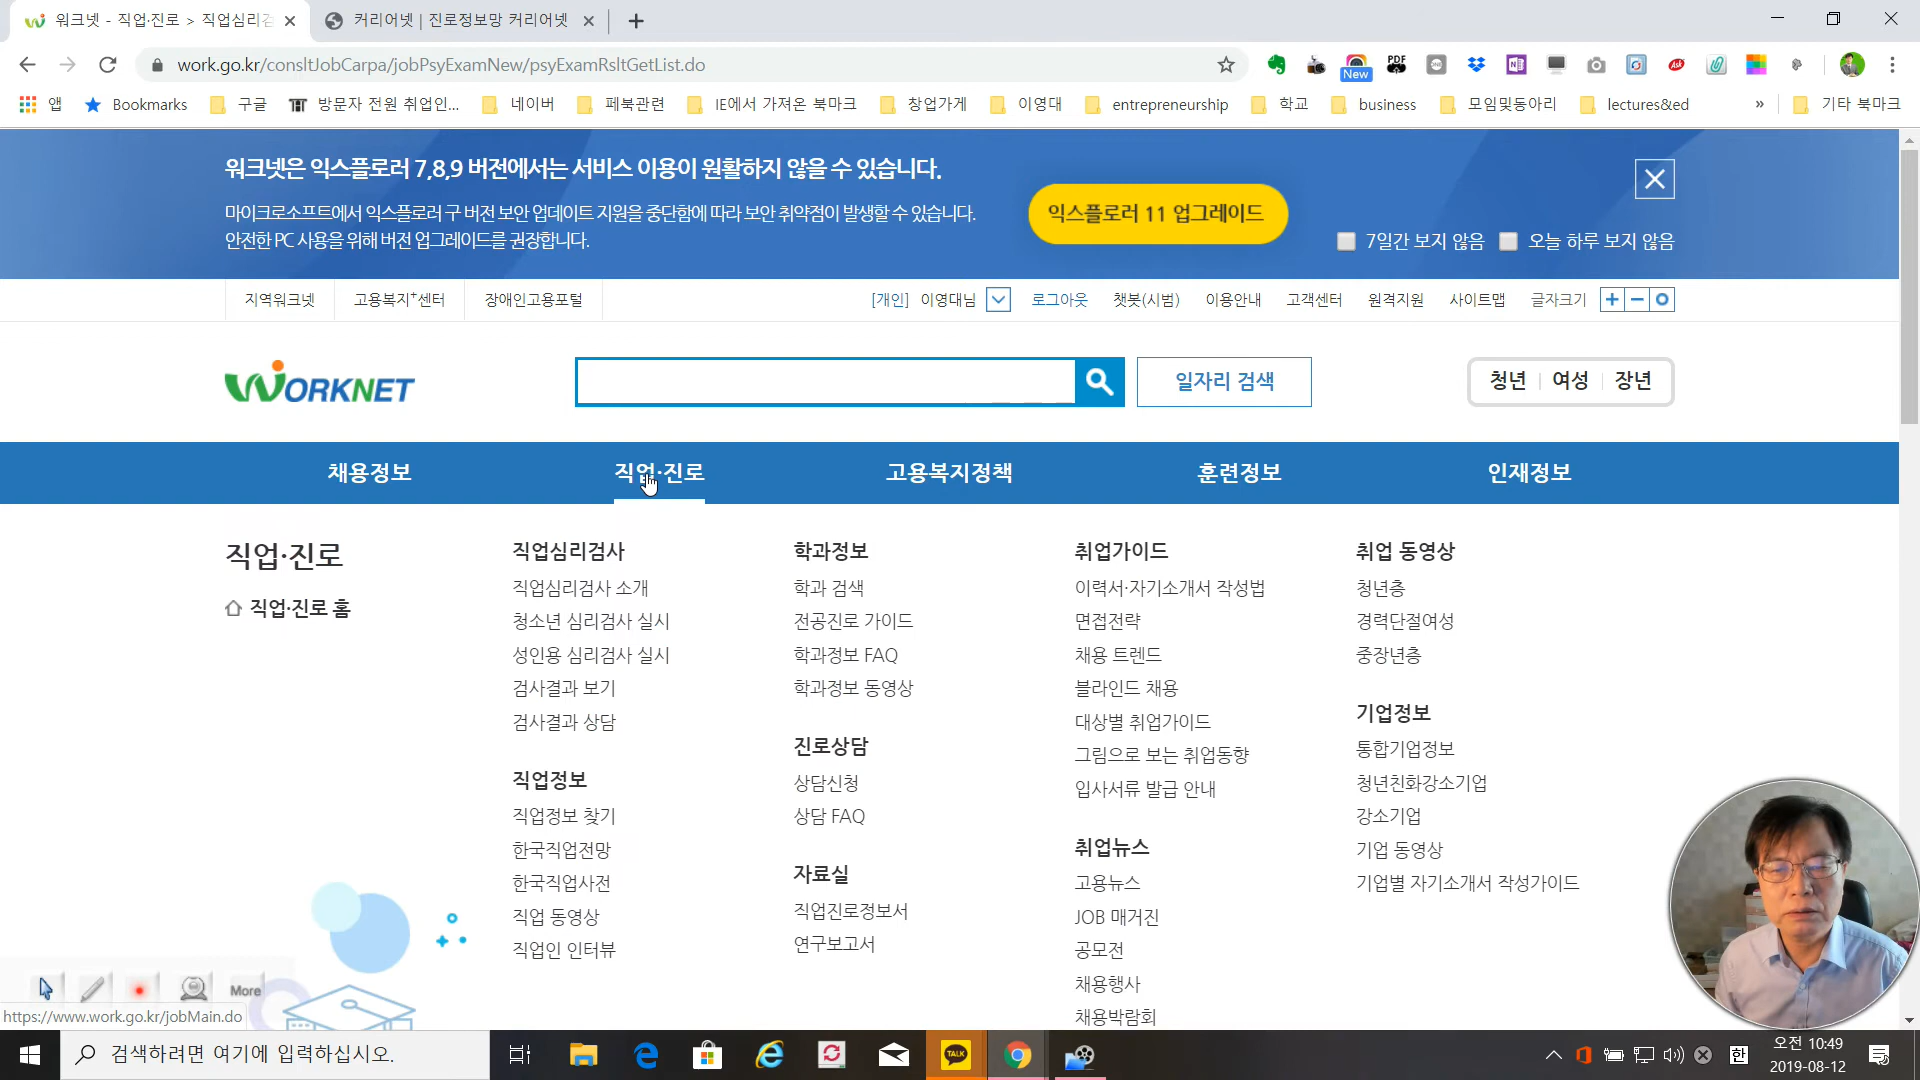 워크넷 - 직업·진로 > 직업심리검
커리어넷 | 진로정보망 커리어넷
work.go.kr/consltJobCarpa/jobPsyExamNew/psyExamRsltGetList.do
New
PDF
앱
Bookmarks
구글
방문자 전원 취업인...
네이버
페북관련
IE에서 가져온 북마크
창업가게
이영대
entrepreneurship
학교
business
모임및동아리
lectures&ed
»
기타 북마크
워크넷은 익스플로러 7,8,9 버전에서는 서비스 이용이 원활하지 않을 수 있습니다.
마이크로소프트에서 익스플로러 구 버전 보안 업데이트 지원을 중단함에 따라 보안 취약점이 발생할 수 있습니다.
안전한 PC 사용을 위해 버전 업그레이드를 권장합니다.
익스플로러 11 업그레이드
7일간 보지 않음
오늘 하루 보지 않음
지역워크넷
고용복지+센터
장애인고용포털
[개인] 이영대님
로그아웃
챗봇(시범)
이용안내
고객센터
원격지원
사이트맵
글자크기
WORKNET
일자리 검색
청년
여성
장년
채용정보
직업·진로
고용복지정책
훈련정보
인재정보
직업·진로
직업·진로 홈
직업심리검사
직업심리검사 소개
청소년 심리검사 실시
성인용 심리검사 실시
검사결과 보기
검사결과 상담
직업정보
직업정보 찾기
한국직업전망
한국직업사전
직업 동영상
직업인 인터뷰
학과정보
학과 검색
전공진로 가이드
학과정보 FAQ
학과정보 동영상
진로상담
상담신청
상담 FAQ
자료실
직업진로정보서
연구보고서
취업가이드
이력서·자기소개서 작성법
면접전략
채용 트렌드
블라인드 채용
대상별 취업가이드
그림으로 보는 취업동향
입사서류 발급 안내
취업뉴스
고용뉴스
JOB 매거진
공모전
채용행사
채용박람회
취업 동영상
청년층
경력단절여성
중장년층
기업정보
통합기업정보
청년친화강소기업
강소기업
기업 동영상
기업별 자기소개서 작성가이드
More
https://www.work.go.kr/jobMain.do
검색하려면 여기에 입력하십시오.
TALK
한
오전 10:49
2019-08-12